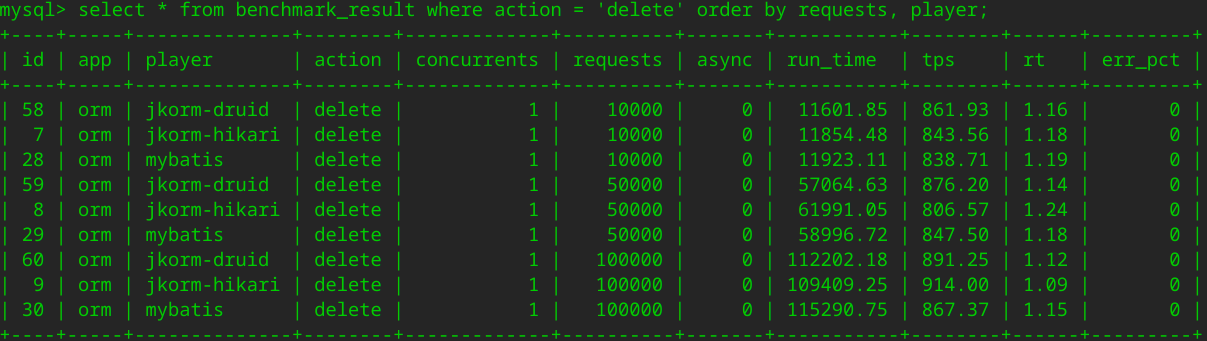 mysql> select * from benchmark_result where action = 'delete' order by requests, player;
+----+-----+--------------+--------+-------------+----------+-------+-----------+--------+------+---------+
| id | app | player       | action | concurrents | requests | async | run_time  | tps    | rt   | err_pct |
+----+-----+--------------+--------+-------------+----------+-------+-----------+--------+------+---------+
| 58 | orm | jkorm-druid  | delete |           1 |    10000 |     0 |  11601.85 | 861.93 | 1.16 |       0 |
|  7 | orm | jkorm-hikari | delete |           1 |    10000 |     0 |  11854.48 | 843.56 | 1.18 |       0 |
| 28 | orm | mybatis      | delete |           1 |    10000 |     0 |  11923.11 | 838.71 | 1.19 |       0 |
| 59 | orm | jkorm-druid  | delete |           1 |    50000 |     0 |  57064.63 | 876.20 | 1.14 |       0 |
|  8 | orm | jkorm-hikari | delete |           1 |    50000 |     0 |  61991.05 | 806.57 | 1.24 |       0 |
| 29 | orm | mybatis      | delete |           1 |    50000 |     0 |  58996.72 | 847.50 | 1.18 |       0 |
| 60 | orm | jkorm-druid  | delete |           1 |   100000 |     0 | 112202.18 | 891.25 | 1.12 |       0 |
|  9 | orm | jkorm-hikari | delete |           1 |   100000 |     0 | 109409.25 | 914.00 | 1.09 |       0 |
| 30 | orm | mybatis      | delete |           1 |   100000 |     0 | 115290.75 | 867.37 | 1.15 |       0 |
+----+-----+--------------+--------+-------------+----------+-------+-----------+--------+------+---------+